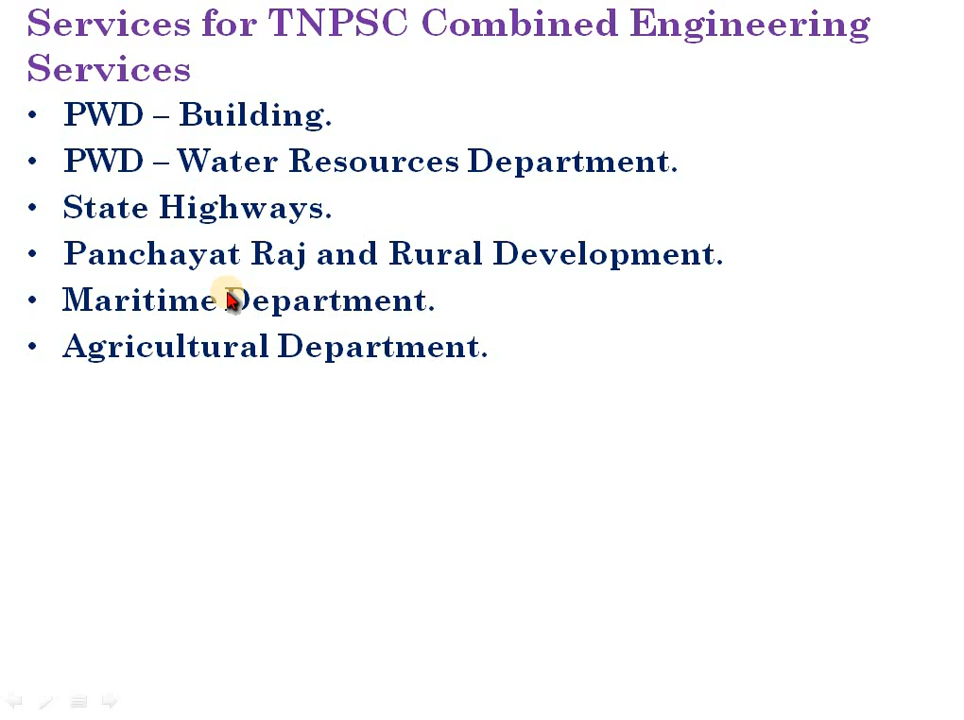 Services for TNPSC Combined Engineering
Services
• PWD – Building.
• PWD – Water Resources Department.
• State Highways.
• Panchayat Raj and Rural Development.
• Maritime Department.
• Agricultural Department.